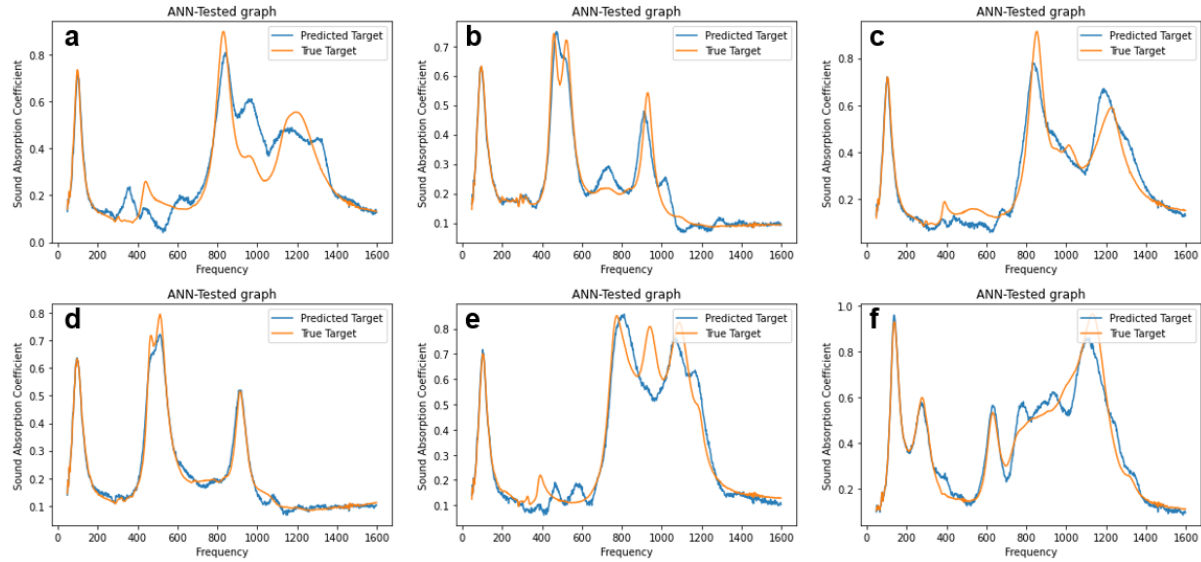 ANN-Tested graph
a
Predicted Target
True Target
Sound Absorption Coefficient
0.8
0.6
0.4
0.2
0.0
0 200 400 600 800 1000 1200 1400 1600
Frequency
ANN-Tested graph
b
Predicted Target
True Target
Sound Absorption Coefficient
0.7
0.6
0.5
0.4
0.3
0.2
0.1
0 200 400 600 800 1000 1200 1400 1600
Frequency
ANN-Tested graph
c
Predicted Target
True Target
Sound Absorption Coefficient
0.8
0.6
0.4
0.2
0 200 400 600 800 1000 1200 1400 1600
Frequency
ANN-Tested graph
d
Predicted Target
True Target
Sound Absorption Coefficient
0.8
0.7
0.6
0.5
0.4
0.3
0.2
0.1
0 200 400 600 800 1000 1200 1400 1600
Frequency
ANN-Tested graph
e
Predicted Target
True Target
Sound Absorption Coefficient
0.8
0.7
0.6
0.5
0.4
0.3
0.2
0.1
0 200 400 600 800 1000 1200 1400 1600
Frequency
ANN-Tested graph
f
Predicted Target
True Target
Sound Absorption Coefficient
1.0
0.8
0.6
0.4
0.2
0 200 400 600 800 1000 1200 1400 1600
Frequency